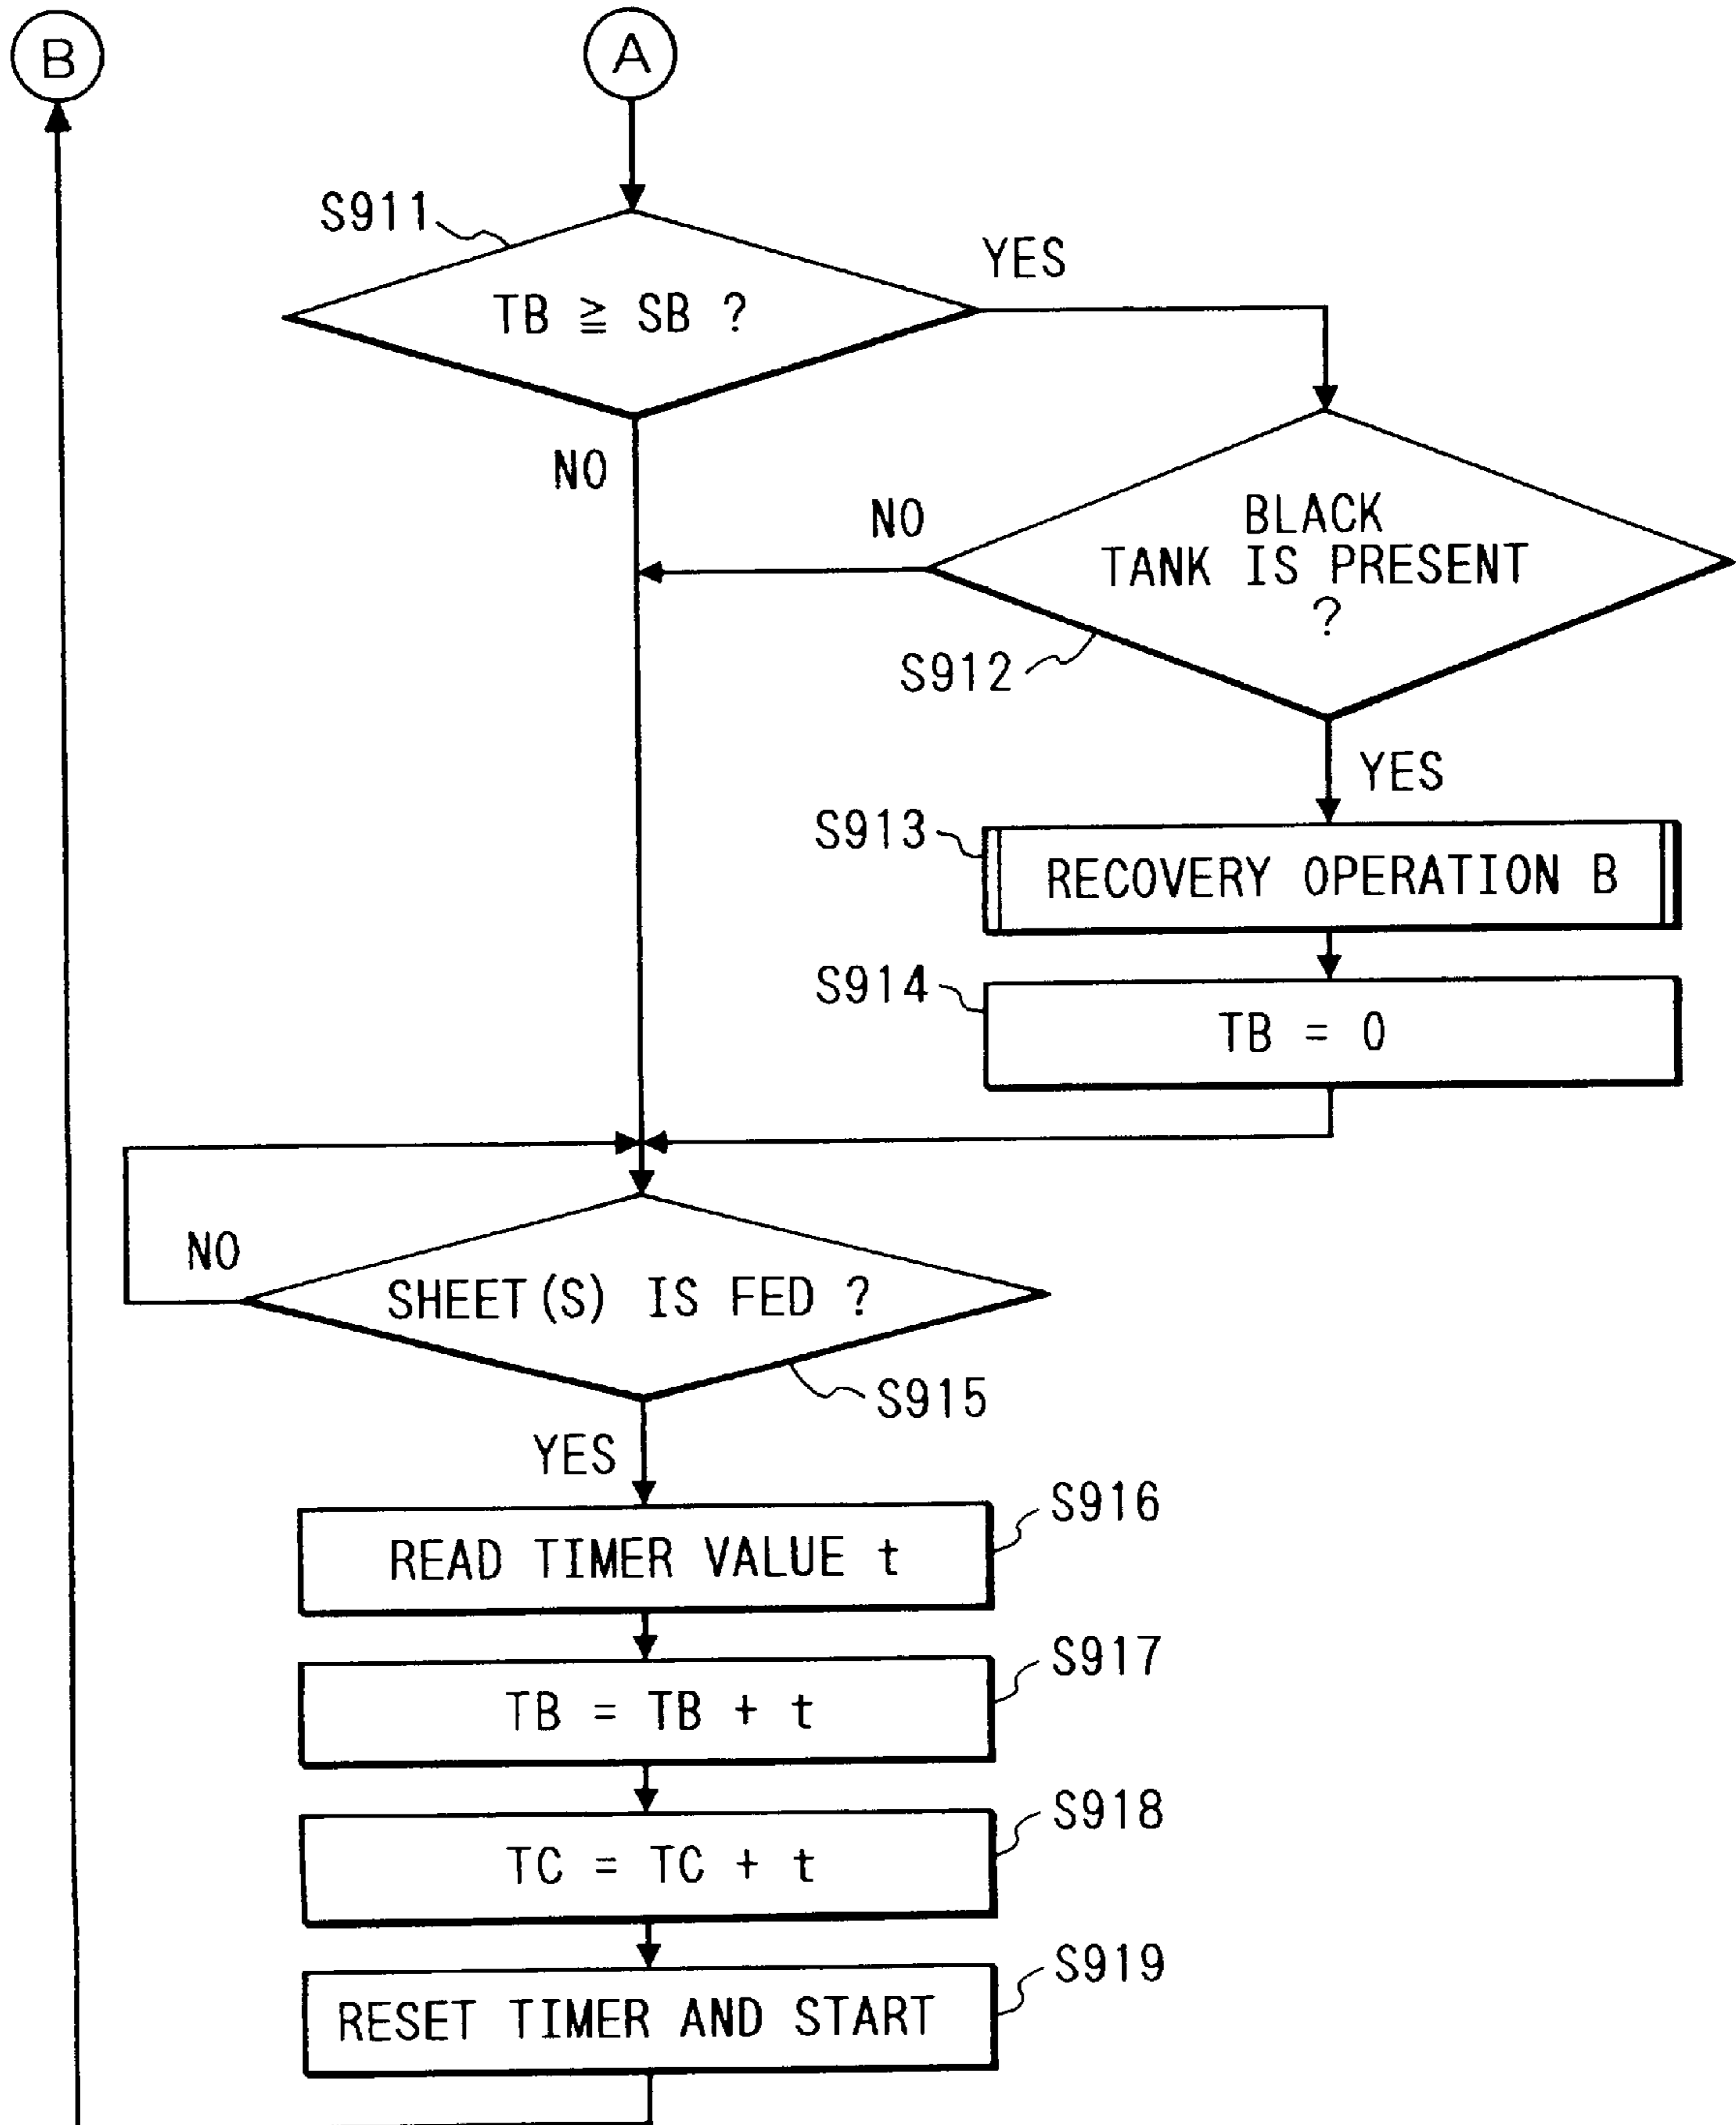 B
A
S911
TB ≧ SB ?
YES
NO
NO
BLACK
TANK IS PRESENT
?
S912
YES
S913
RECOVERY OPERATION B
S914
TB = 0
NO
SHEET(S) IS FED ?
S915
YES
S916
READ TIMER VALUE t
S917
TB = TB + t
S918
TC = TC + t
S919
RESET TIMER AND START